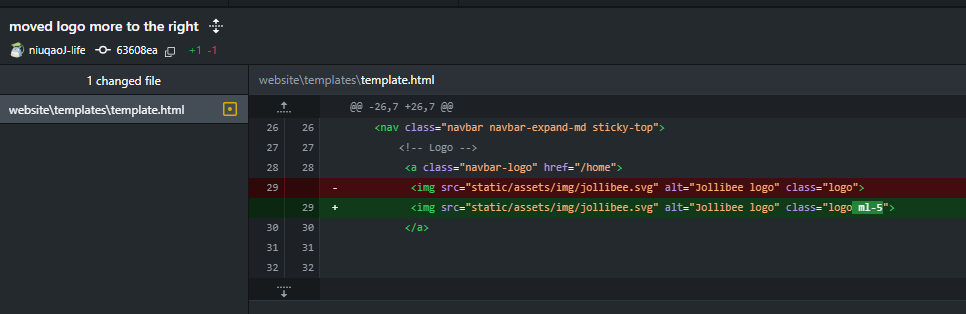 moved logo more to the right
niuqaoJ-life 63608ea +1 -1
1 changed file
website\templates\template.html
website\templates\template.html
@@ -26,7 +26,7 @@
26 26 <nav class="navbar navbar-expand-md sticky-top">
27 27 <!-- Logo -->
28 28 <a class="navbar-logo" href="/home">
29 - <img src="static/assets/img/jollibee.svg" alt="Jollibee logo" class="logo">
29 + <img src="static/assets/img/jollibee.svg" alt="Jollibee logo" class="logo ml-5">
30 30 </a>
31 31
32 32